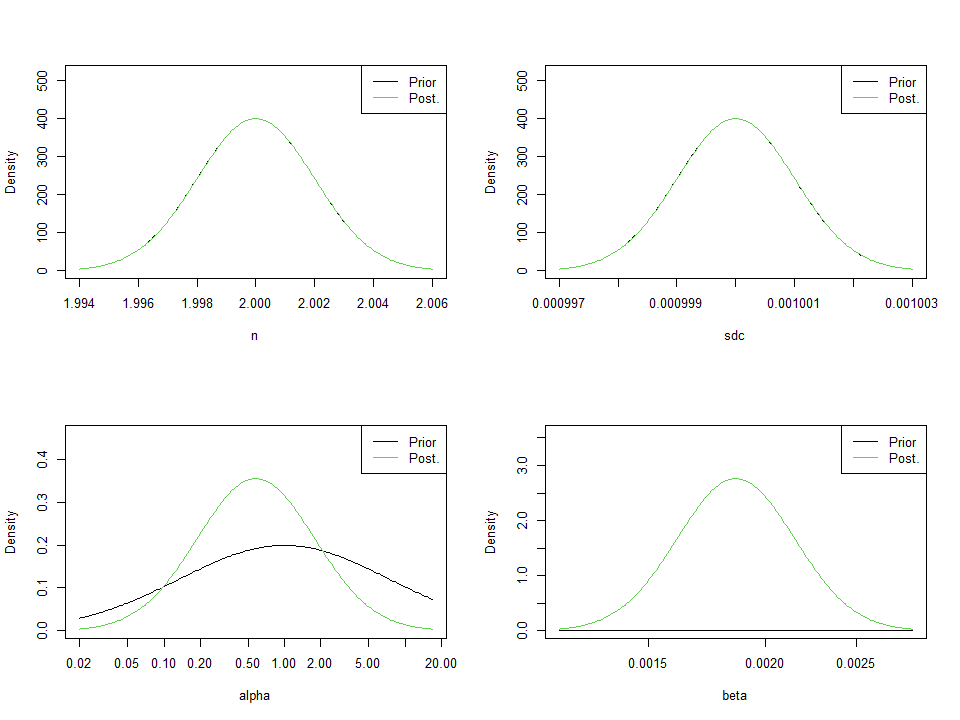 Density
500
400
300
200
100
0
Prior
Post.
1.994 1.996 1.998 2.000 2.002 2.004 2.006
n
Density
500
400
300
200
100
0
Prior
Post.
0.000997 0.000999 0.001001 0.001003
sdc
Density
0.4
0.3
0.2
0.1
0.0
Prior
Post.
0.02 0.05 0.10 0.20 0.50 1.00 2.00 5.00 20.00
alpha
Density
3.0
2.0
1.0
0.0
Prior
Post.
0.0015 0.0020 0.0025
beta